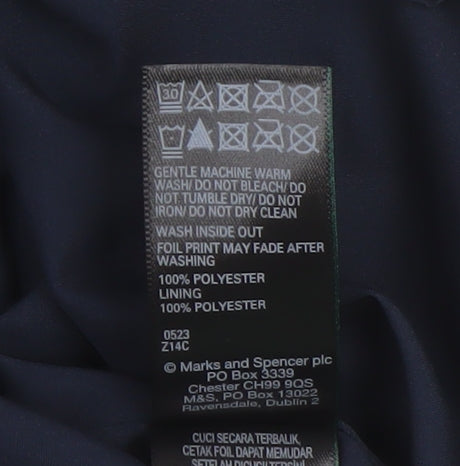 30
GENTLE MACHINE WARM
WASH/ DO NOT BLEACH/ DO
NOT TUMBLE DRY/ DO NOT
IRON/ DO NOT DRY CLEAN
WASH INSIDE OUT
FOIL PRINT MAY FADE AFTER
WASHING
100% POLYESTER
LINING
100% POLYESTER
0523
Z14C
© Marks and Spencer plc
PO Box 3339
Chester CH99 9QS
M&S, PO Box 13022
Ravensdale, Dublin 2
CUCI SECARA TERBALIK,
CETAK FOIL DAPAT MEMUDAR
SETELAH DICUCI